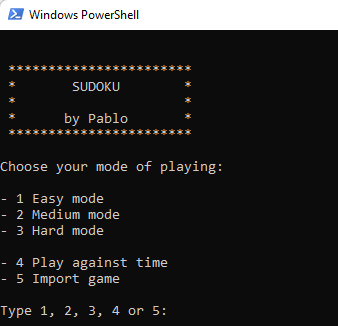 Windows PowerShell
***********************
*       SUDOKU        *
*                     *
*      by Pablo       *
***********************
Choose your mode of playing:
- 1 Easy mode
- 2 Medium mode
- 3 Hard mode
- 4 Play against time
- 5 Import game
Type 1, 2, 3, 4 or 5: